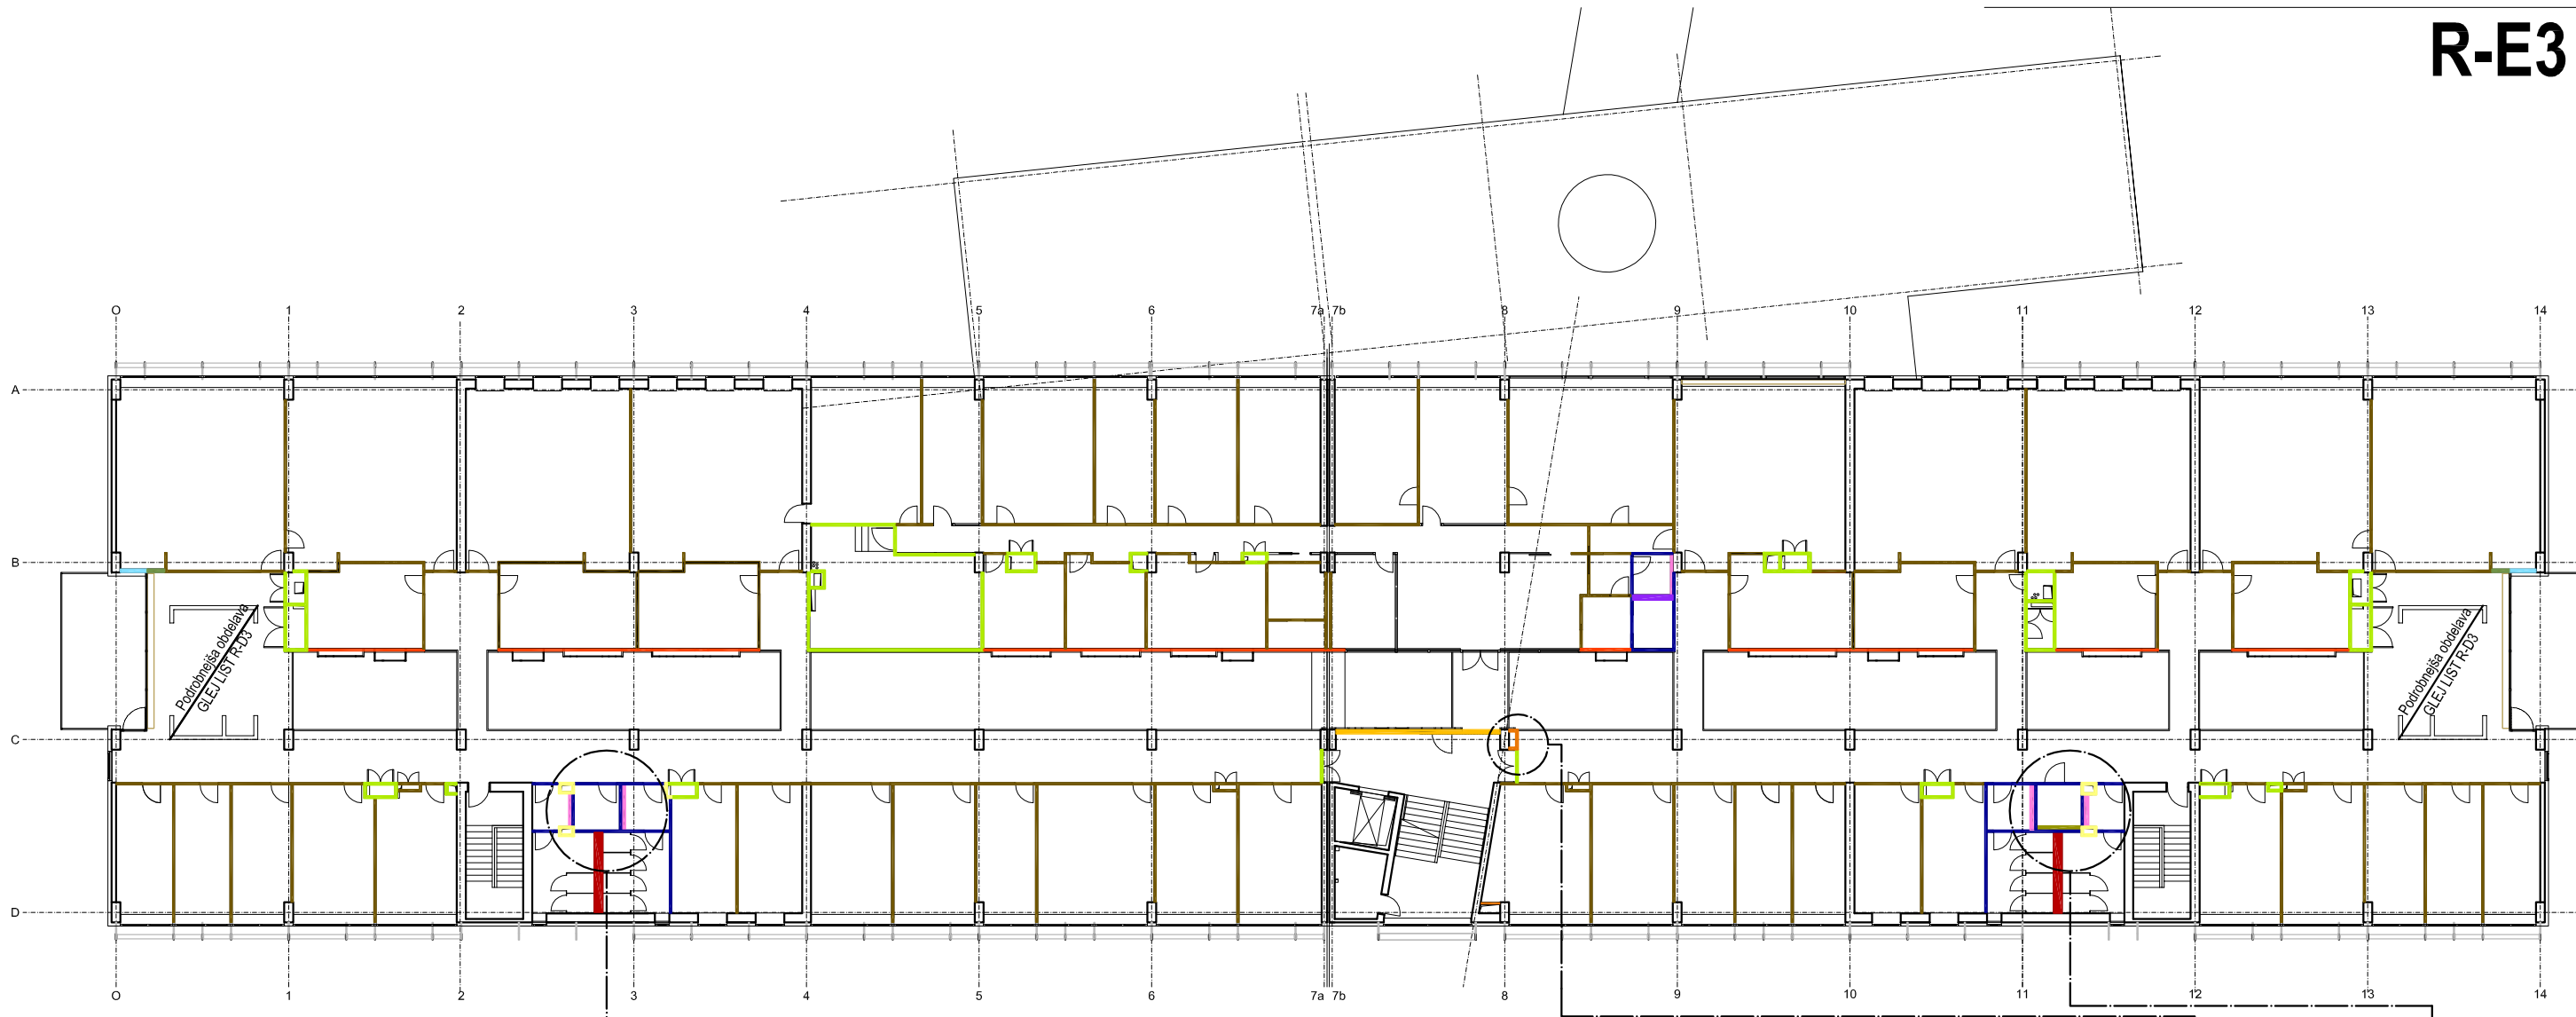 R-E3
O 1 2 3 4 5 6 7a 7b 8 9 10 11 12 13 14
A
B
Podrobnejša obdelava
GLEJ LIST R-D3
Podrobnejša obdelava
GLEJ LIST R-D3
C
D
O 1 2 3 4 5 6 7a 7b 8 9 10 11 12 13 14